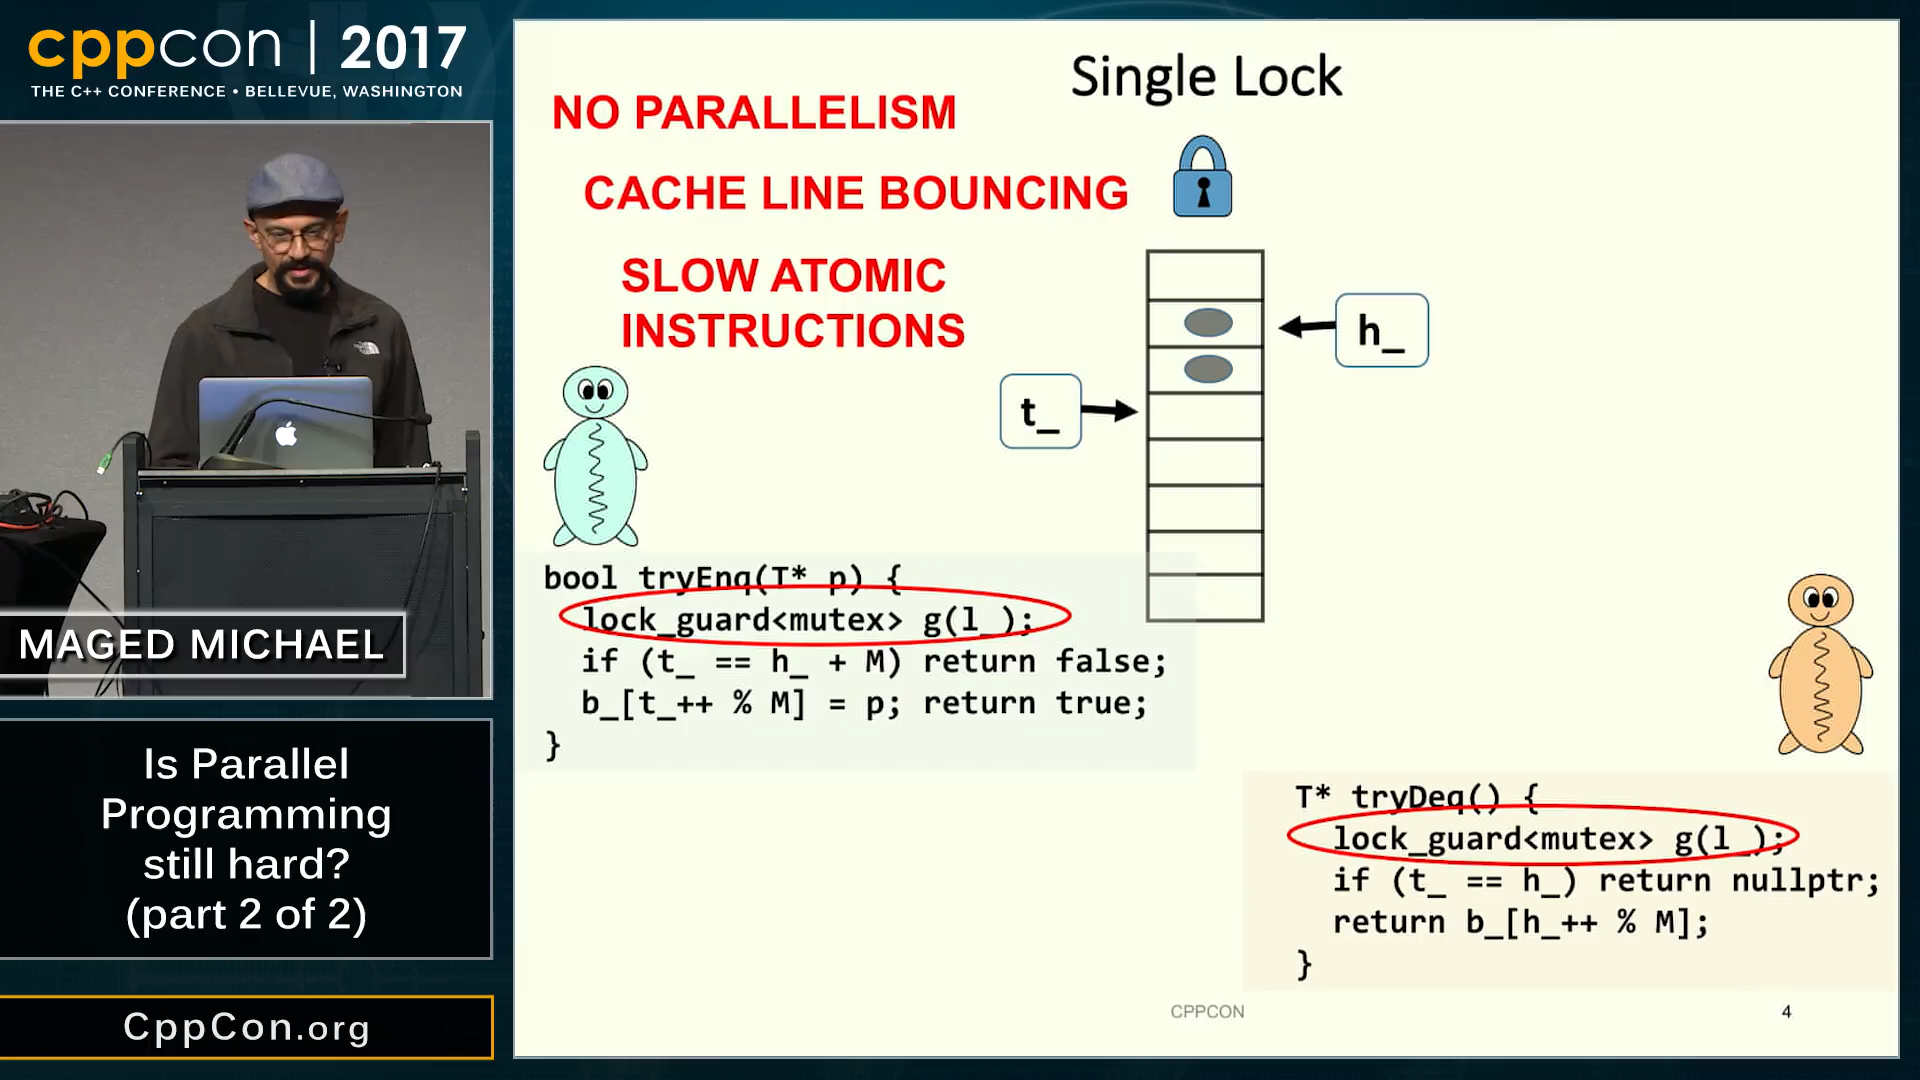 cppcon | 2017
THE C++ CONFERENCE • BELLEVUE, WASHINGTON
MAGED MICHAEL
Is Parallel
Programming
still hard?
(part 2 of 2)
CppCon.org
Single Lock
NO PARALLELISM
CACHE LINE BOUNCING
SLOW ATOMIC
INSTRUCTIONS
h_
t_
bool tryEnq(T* p) {
lock_guard<mutex> g(l_);
if (t_ == h_ + M) return false;
b_[t_++ % M] = p; return true;
}
T* tryDeq() {
lock_guard<mutex> g(l_);
if (t_ == h_) return nullptr;
return b_[h_++ % M];
}
CPPCON
4